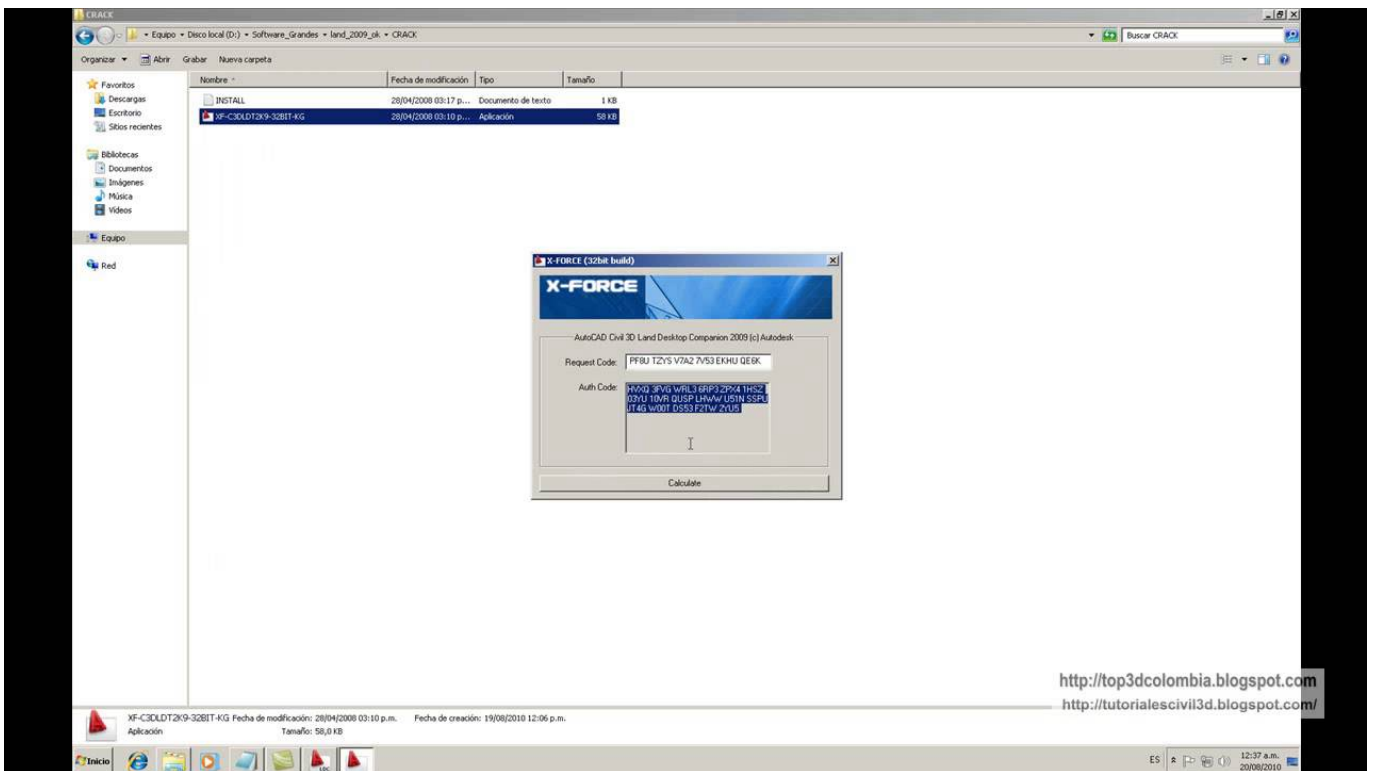 CRACK
Equipo • Disco local (D:) • Software_Grandes • land_2009_ok • CRACK
Buscar CRACK
Organizar Abrir Grabar Nueva carpeta
Nombre Fecha de modificación Tipo Tamaño
Favoritos
Descargas
Escritorio
Sitios recientes
Bibliotecas
Documentos
Imágenes
Música
Vídeos
Equipo
Red
INSTALL 28/04/2008 03:17 p... Documento de texto 1 KB
XF-C3DLDT2K9-32BIT-KG 28/04/2008 03:10 p... Aplicación 58 KB
X-FORCE (32bit build)
X-FORCE
AutoCAD Civil 3D Land Desktop Companion 2009 (c) Autodesk
Request Code: PF8U TZYS V7A2 7V53 EKHU QE6K
Auth Code:
Calculate
http://top3dcolombia.blogspot.com
http://tutorialescivil3d.blogspot.com/
XF-C3DLDT2K9-32BIT-KG Fecha de modificación: 28/04/2008 03:10 p.m. Fecha de creación: 19/08/2010 12:06 p.m.
Aplicación Tamaño: 58,0 KB
Inicio
ES
12:37 a.m.
20/08/2010